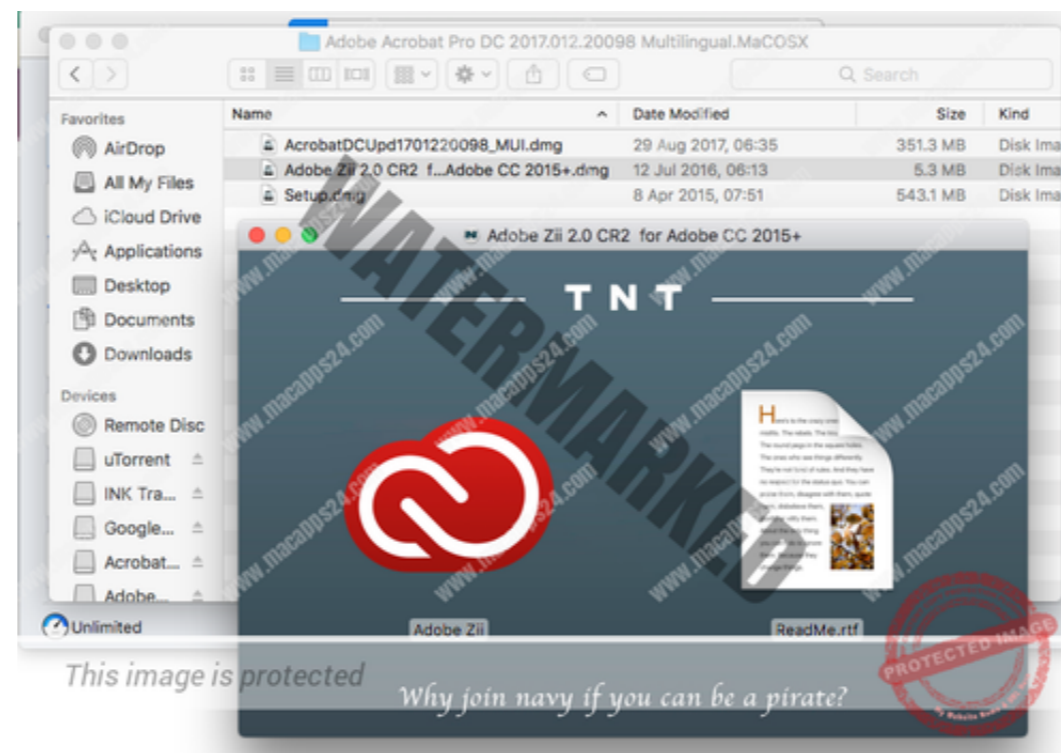 Adobe Acrobat Pro DC 2017.012.20098 Multilingual.MaCOSX
Search
Favorites
Name Date Modified Size Kind
AirDrop
AcrobatDCUpd1701220098_MUI.dmg 29 Aug 2017, 06:35 351.3 MB Disk Ima
All My Files
Adobe Zii 2.0 CR2 f...Adobe CC 2015+.dmg 12 Jul 2016, 06:13 5.3 MB Disk Ima
Setup.dmg 8 Apr 2015, 07:51 543.1 MB Disk Ima
iCloud Drive
Applications
Desktop
Documents
Downloads
Devices
Remote Disc
uTorrent
INK Tra...
Google...
Acrobat...
Adobe...
Unlimited
Adobe Zii 2.0 CR2 for Adobe CC 2015+
TNT
WATERMARKED
www.macapps24.com
Adobe Zii
ReadMe.rtf
This image is protected
Why join navy if you can be a pirate?
PROTECTED IMAGE